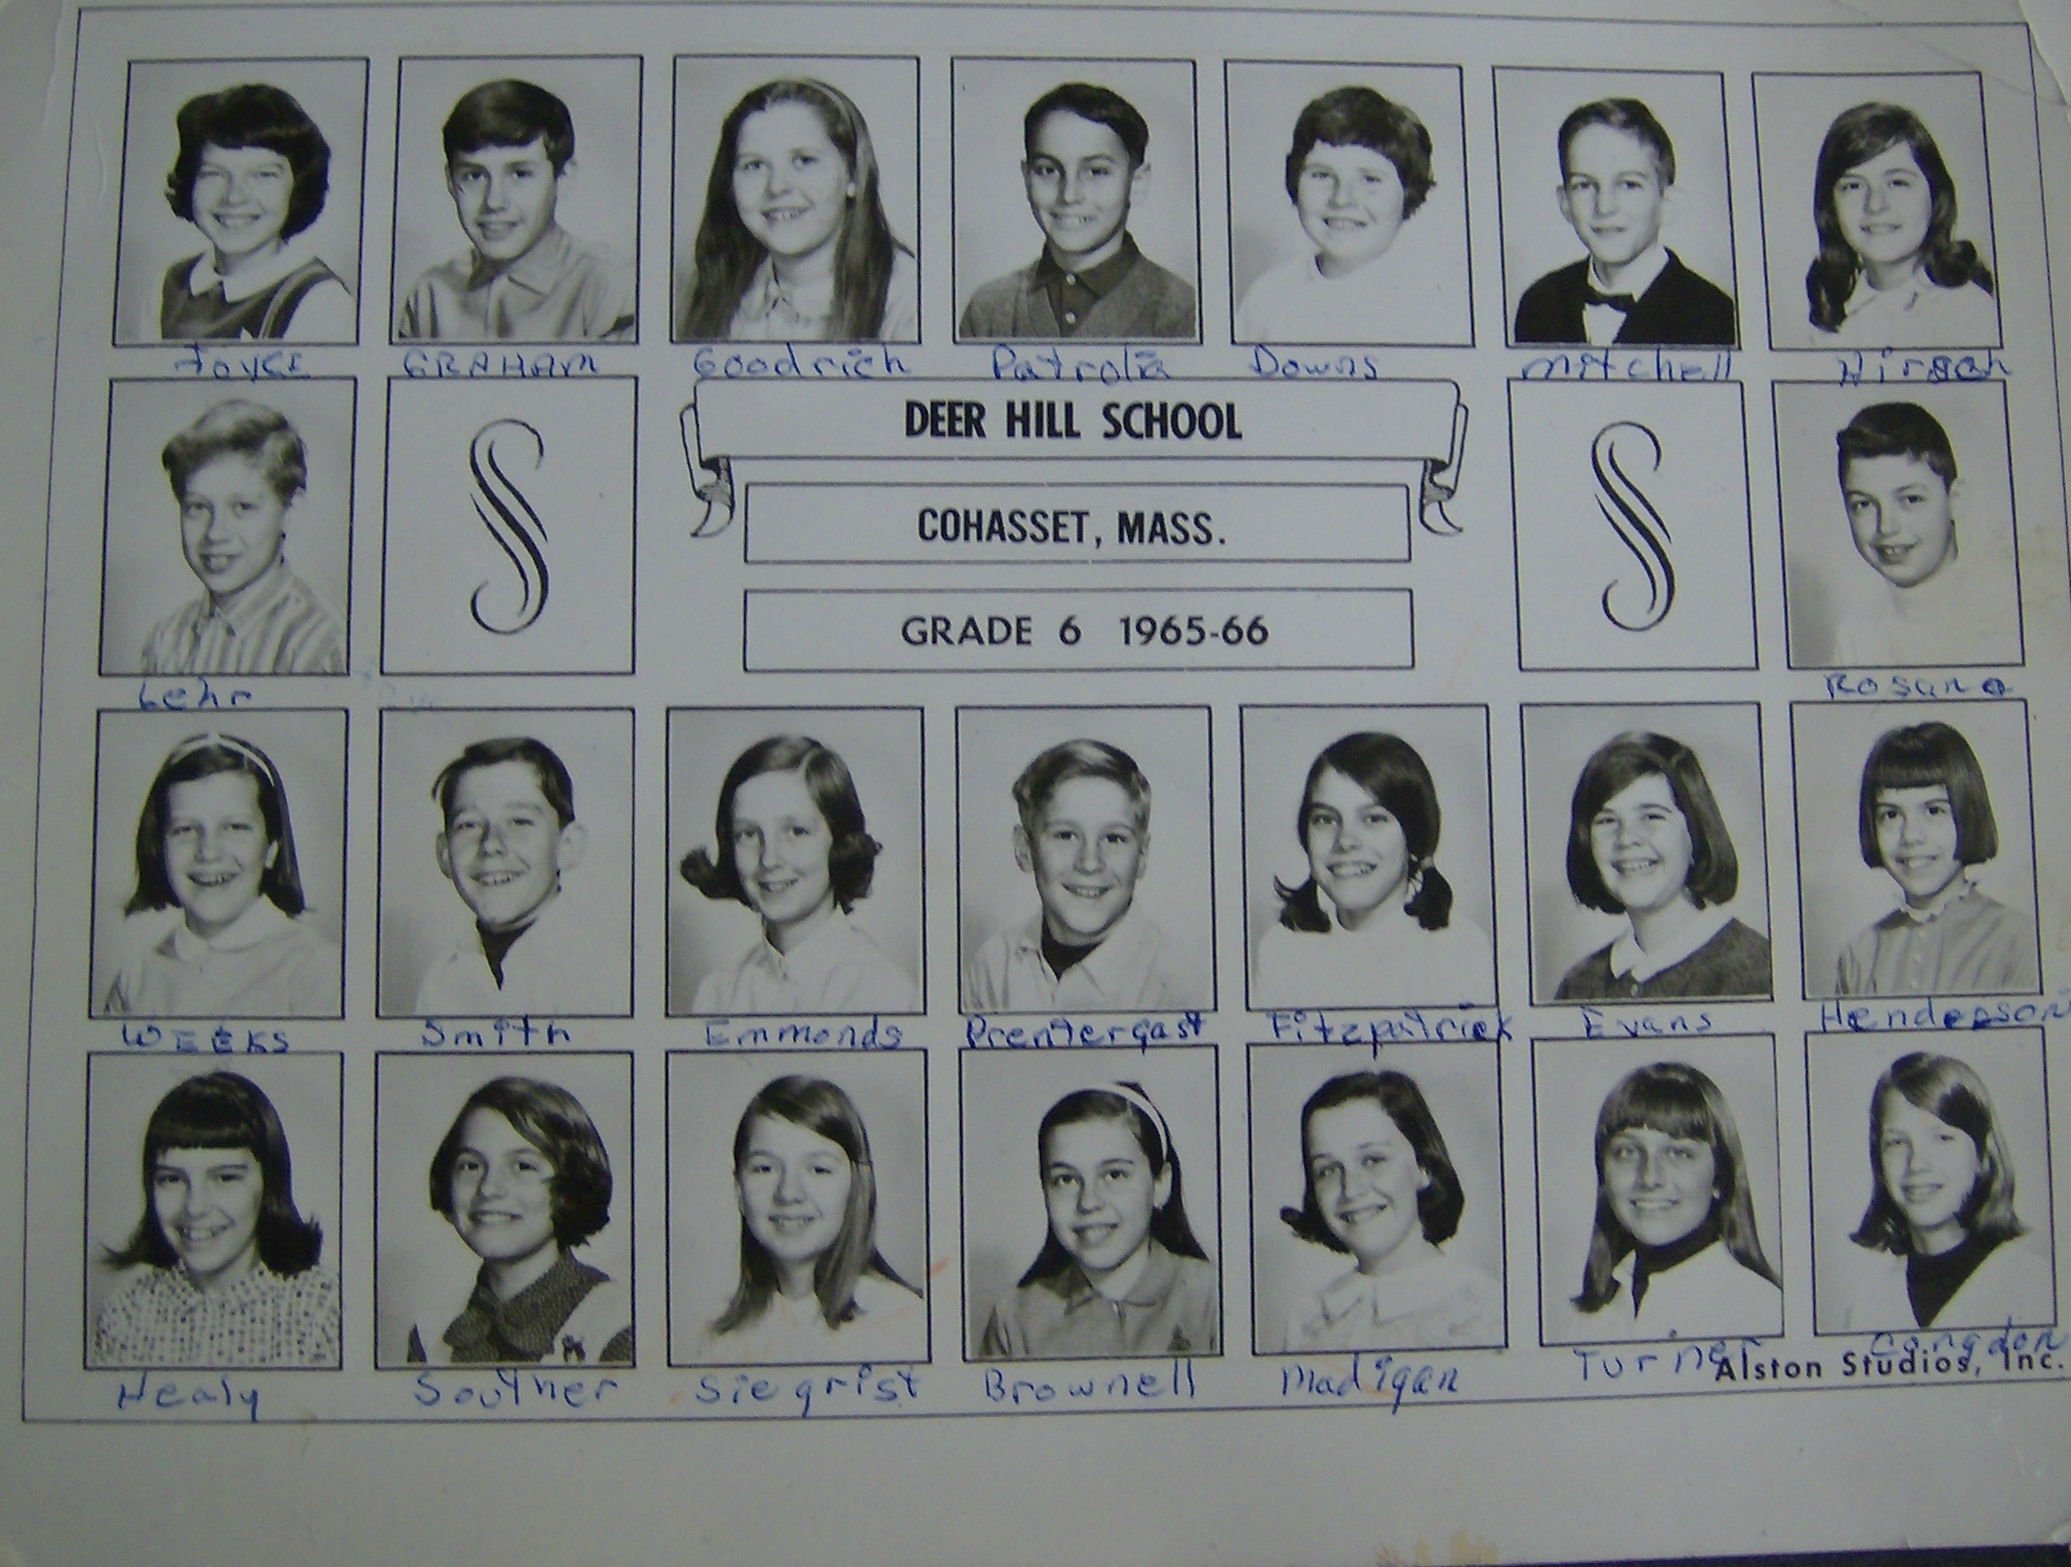 JOYCE GRAHAM Goodrich Patrolia Downs Mitchell Hirsch
DEER HILL SCHOOL
COHASSET, MASS.
GRADE 6 1965-66
Lehr Rosano
WEEKS Smith Emmonds Prentergast Fitzpatrick Evans Henderson
Healy Souther Siegrist Brownell Madigan Turner Congdon
Alston Studios, Inc.